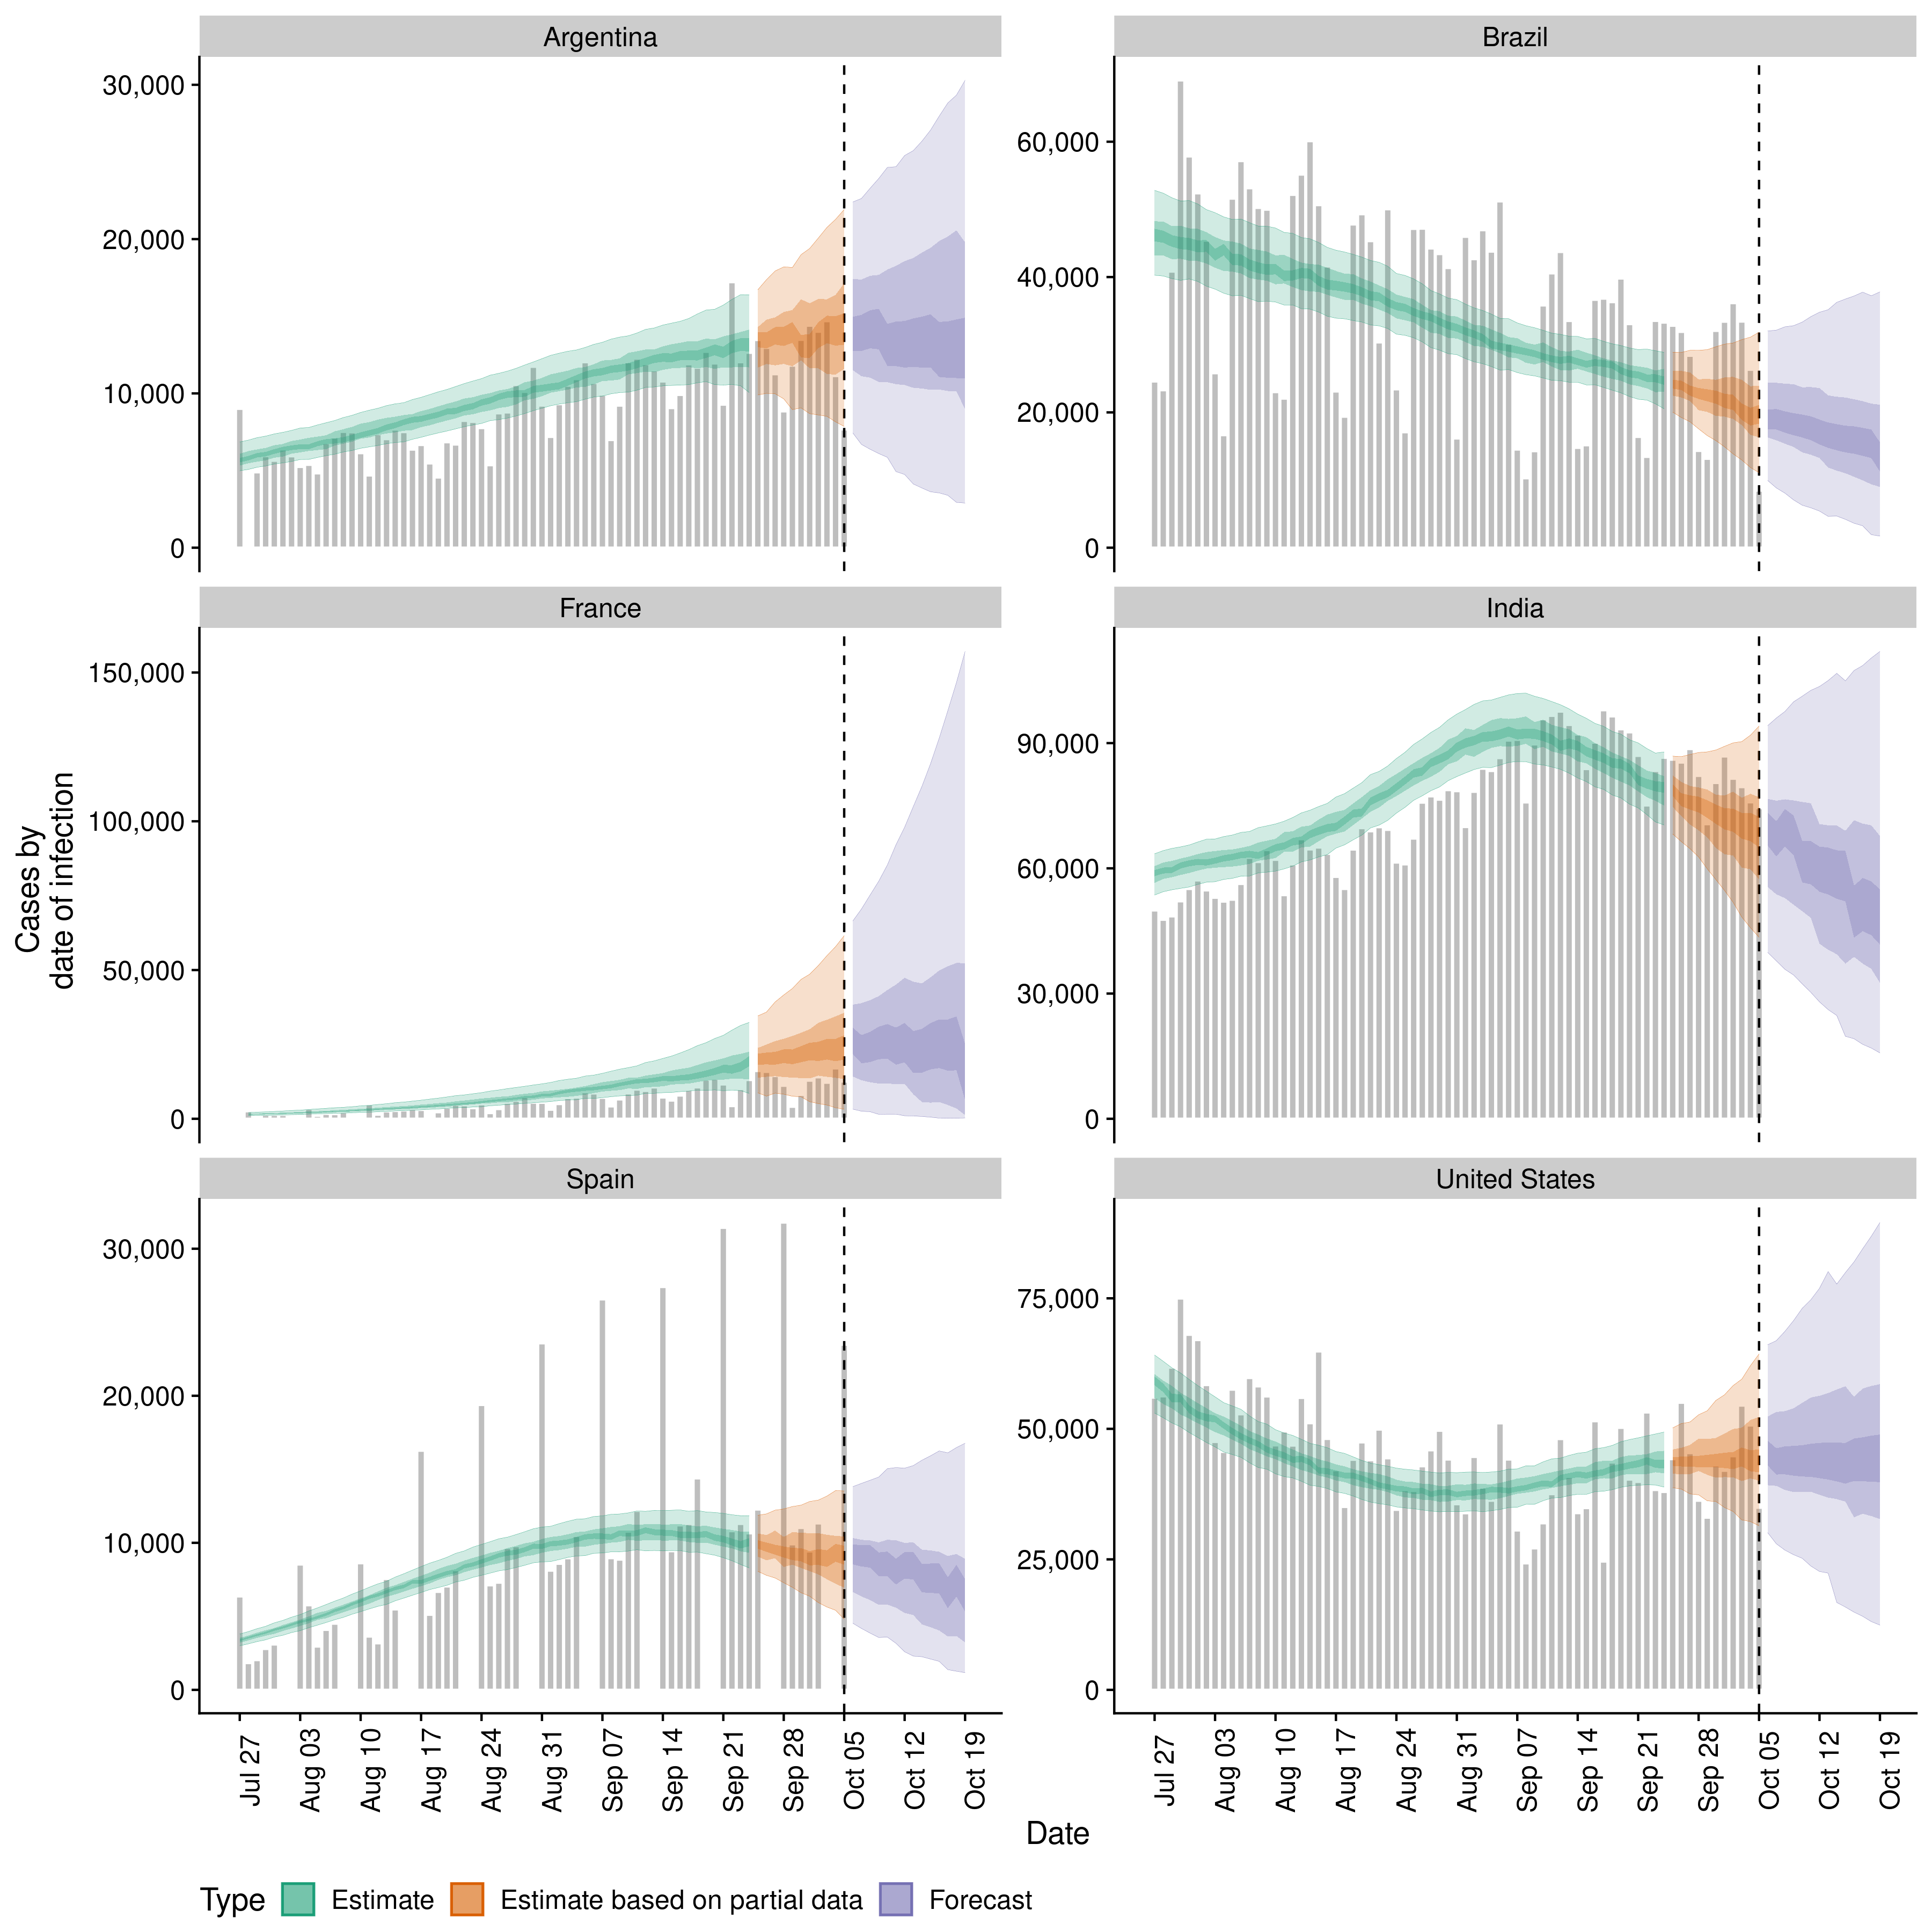 Argentina
Brazil
30,000
20,000
10,000
0
60,000
40,000
20,000
0
France
India
150,000
100,000
50,000
0
90,000
60,000
30,000
0
Cases by
date of infection
Spain
United States
30,000
20,000
10,000
0
75,000
50,000
25,000
0
Jul 27
Aug 03
Aug 10
Aug 17
Aug 24
Aug 31
Sep 07
Sep 14
Sep 21
Sep 28
Oct 05
Oct 12
Oct 19
Jul 27
Aug 03
Aug 10
Aug 17
Aug 24
Aug 31
Sep 07
Sep 14
Sep 21
Sep 28
Oct 05
Oct 12
Oct 19
Date
Type Estimate Estimate based on partial data Forecast